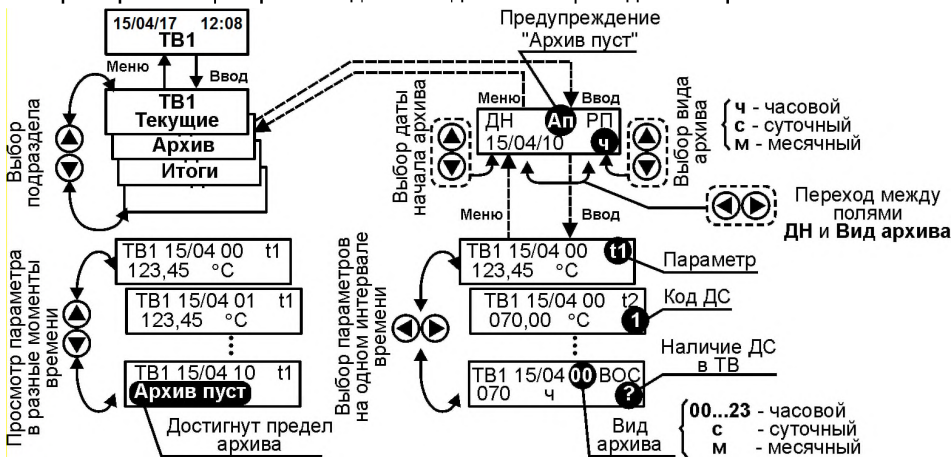 15/04/17 12:08
ТВ1
Меню
Ввод
ТВ1
Текущие
Архив
Итоги
Выбор
подраздела
Предупреждение
"Архив пуст"
Меню
Ввод
ДН Ап РП
15/04/10 ч
Выбор даты
начала архива
Выбор вида
архива
ч - часовой
с - суточный
м - месячный
Переход между
полями
ДН и Вид архива
Меню
Ввод
Просмотр параметра
в разные моменты
времени
ТВ1 15/04 00 t1
123,45 °C
ТВ1 15/04 01 t1
123,45 °C
ТВ1 15/04 10 t1
Архив пуст
Достигнут предел
архива
Выбор параметров
на одном интервале
времени
ТВ1 15/04 00 t1
123,45 °C
Параметр
ТВ1 15/04 00 t2
070,00 °C 1
Код ДС
ТВ1 15/04 00 ВОС
070 ч ?
Наличие ДС
в ТВ
Вид
архива
00...23 - часовой
с - суточный
м - месячный